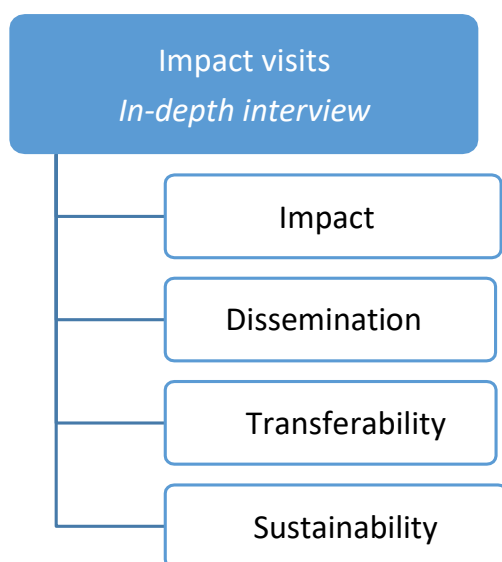 Impact visits
In-depth interview
Impact
Dissemination
Transferability
Sustainability